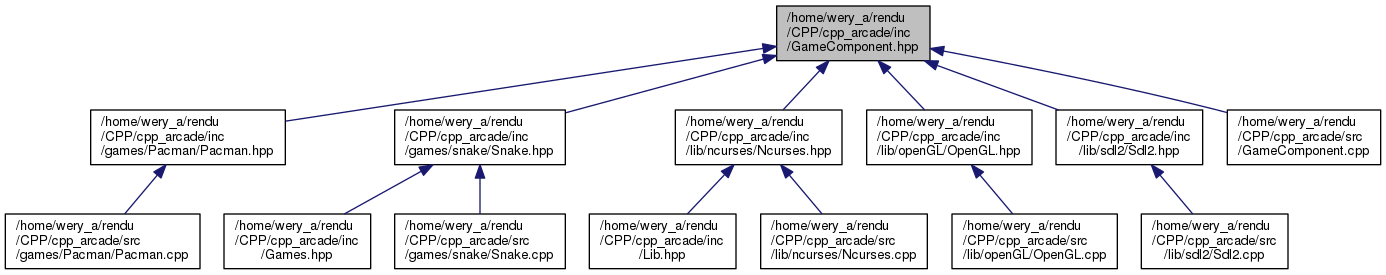 /home/wery_a/rendu
/CPP/cpp_arcade/inc
/GameComponent.hpp
/home/wery_a/rendu
/CPP/cpp_arcade/inc
/games/Pacman/Pacman.hpp
/home/wery_a/rendu
/CPP/cpp_arcade/inc
/games/snake/Snake.hpp
/home/wery_a/rendu
/CPP/cpp_arcade/inc
/lib/ncurses/Ncurses.hpp
/home/wery_a/rendu
/CPP/cpp_arcade/inc
/lib/openGL/OpenGL.hpp
/home/wery_a/rendu
/CPP/cpp_arcade/inc
/lib/sdl2/Sdl2.hpp
/home/wery_a/rendu
/CPP/cpp_arcade/src
/GameComponent.cpp
/home/wery_a/rendu
/CPP/cpp_arcade/src
/games/Pacman/Pacman.cpp
/home/wery_a/rendu
/CPP/cpp_arcade/inc
/Games.hpp
/home/wery_a/rendu
/CPP/cpp_arcade/src
/games/snake/Snake.cpp
/home/wery_a/rendu
/CPP/cpp_arcade/inc
/Lib.hpp
/home/wery_a/rendu
/CPP/cpp_arcade/src
/lib/ncurses/Ncurses.cpp
/home/wery_a/rendu
/CPP/cpp_arcade/src
/lib/openGL/OpenGL.cpp
/home/wery_a/rendu
/CPP/cpp_arcade/src
/lib/sdl2/Sdl2.cpp